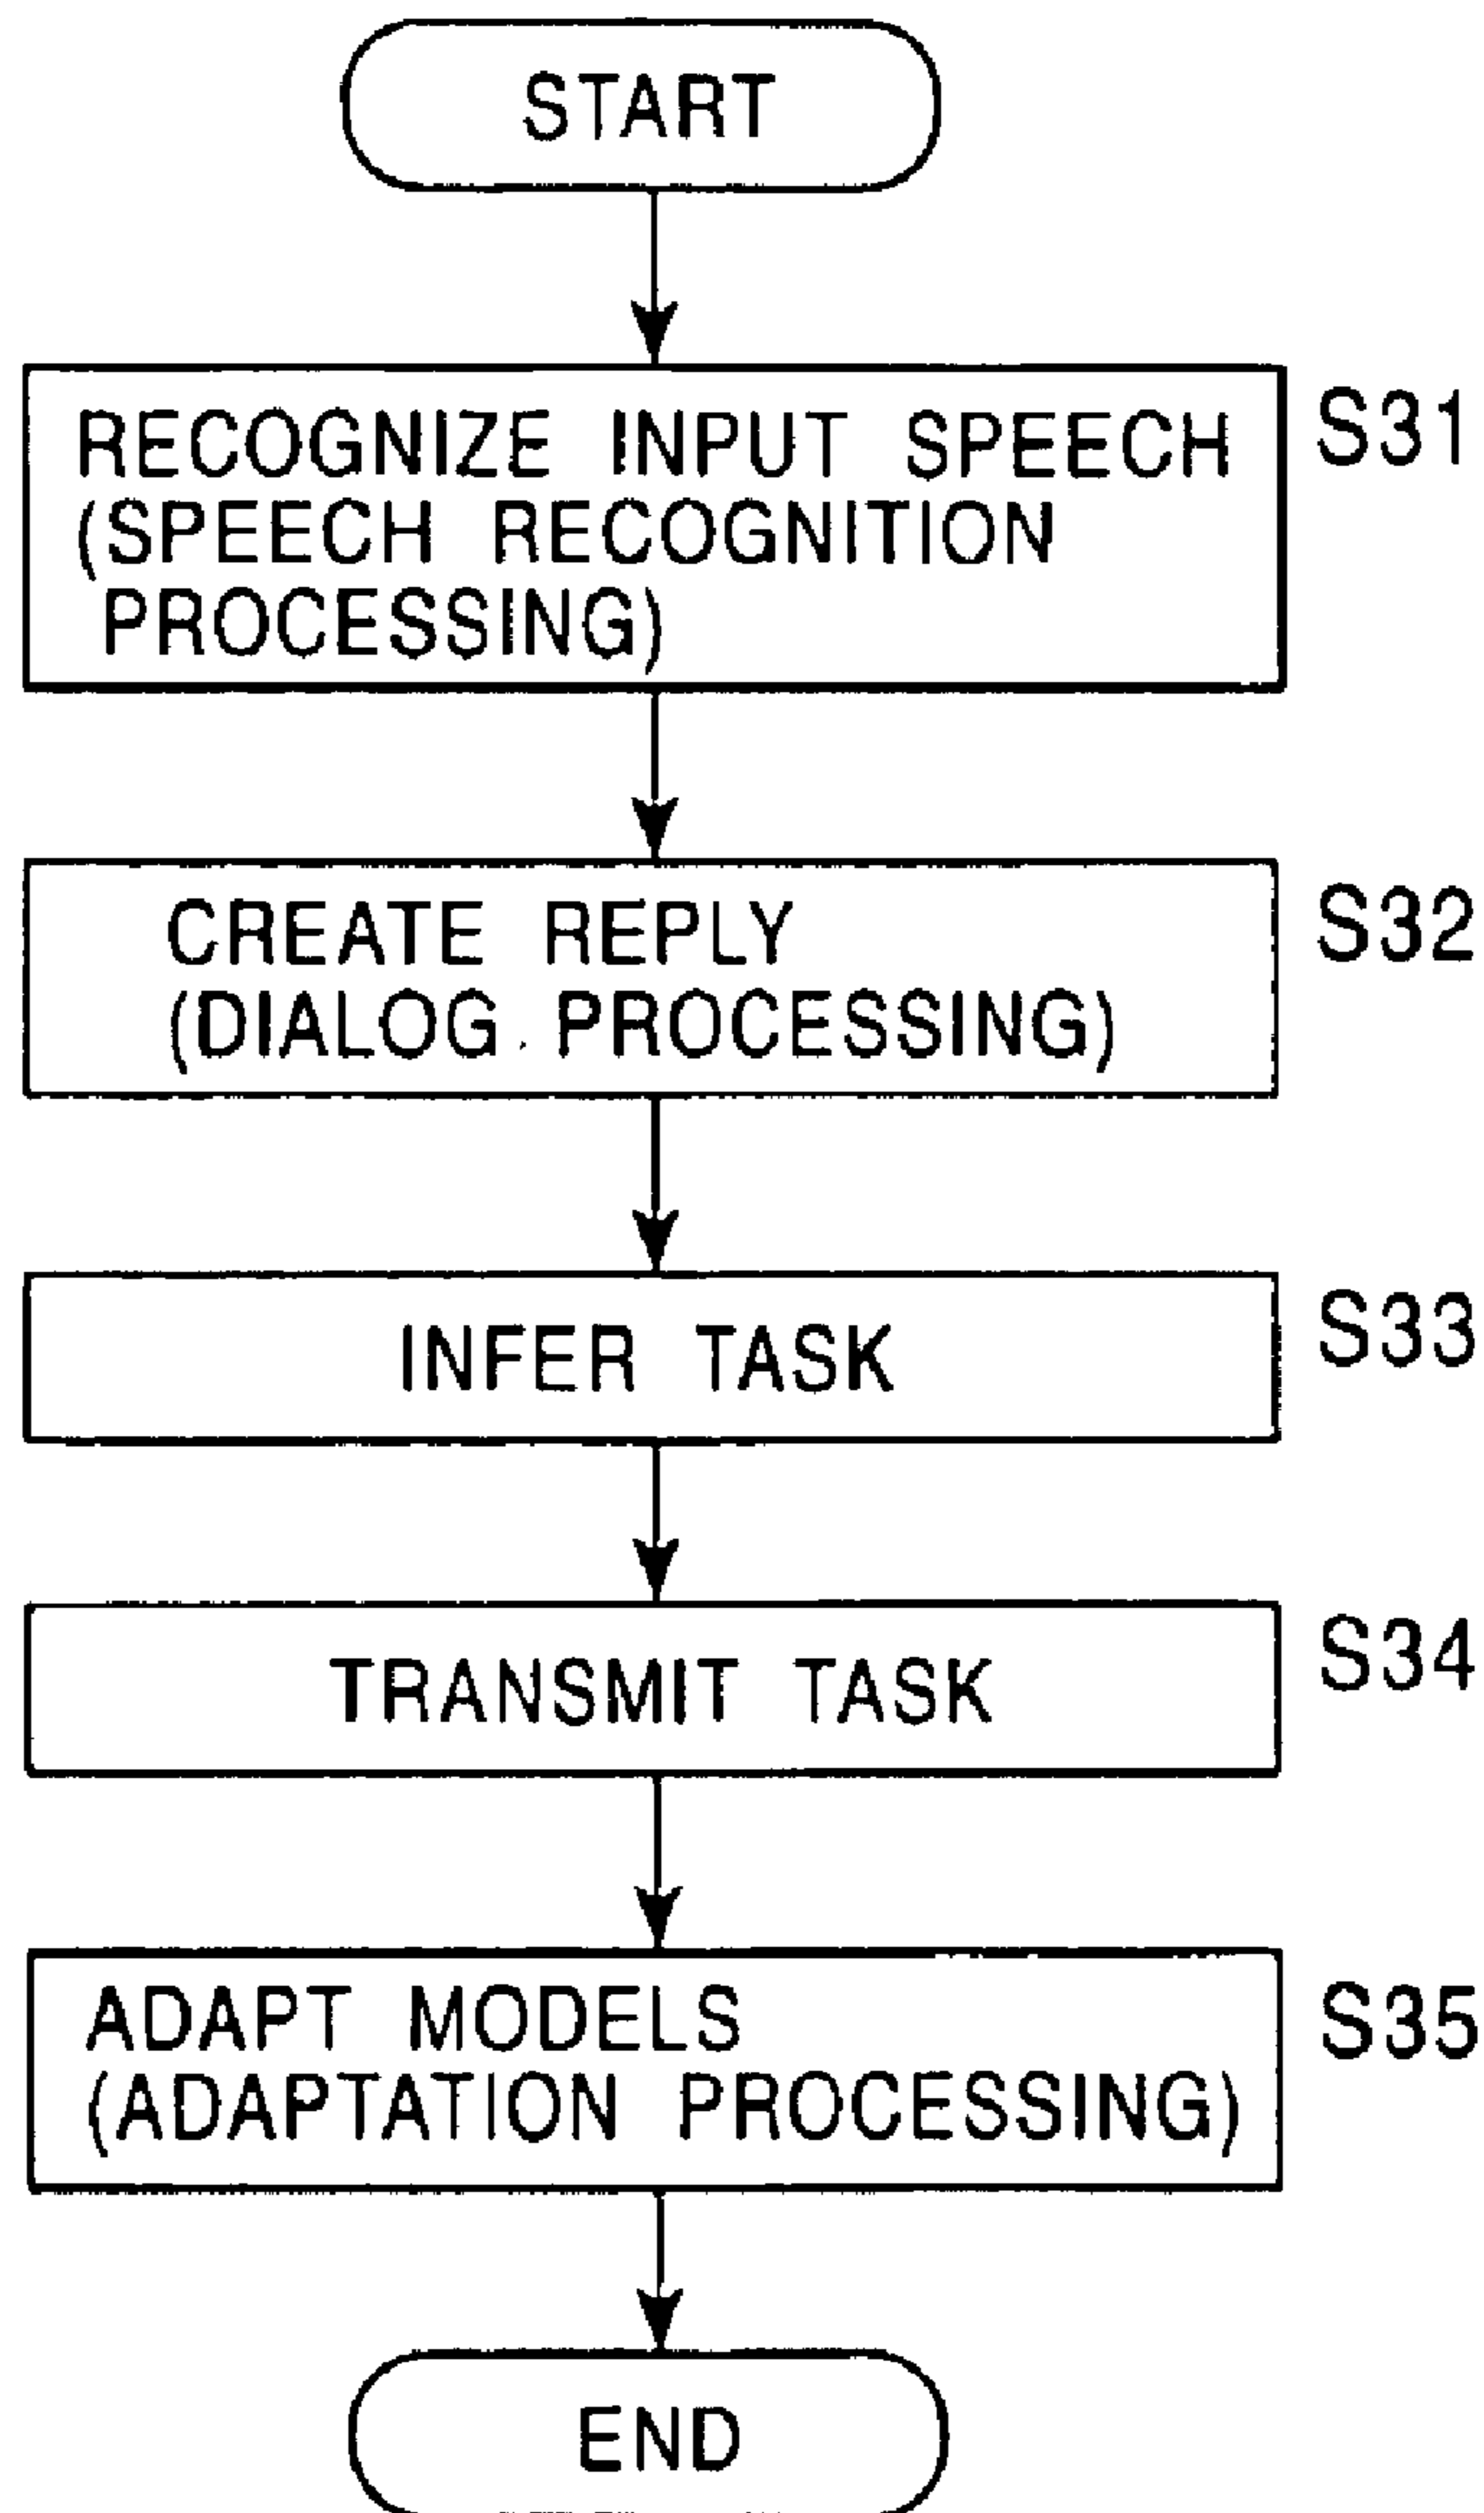 START
RECOGNIZE INPUT SPEECH
(SPEECH RECOGNITION
PROCESSING)
S31
CREATE REPLY
(DIALOG PROCESSING)
S32
INFER TASK
S33
TRANSMIT TASK
S34
ADAPT MODELS
(ADAPTATION PROCESSING)
S35
END